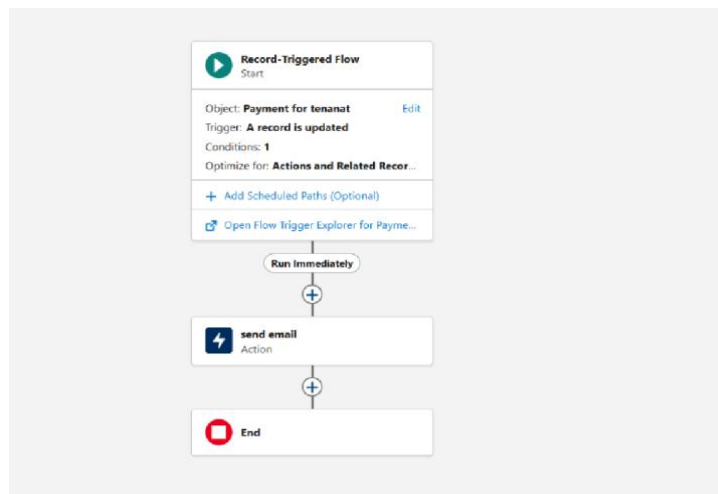 Record-Triggered Flow
Start
Object: Payment for tenanat Edit
Trigger: A record is updated
Conditions: 1
Optimize for: Actions and Related Recor...
+ Add Scheduled Paths (Optional)
Open Flow Trigger Explorer for Payme...
Run Immediately
send email
Action
End